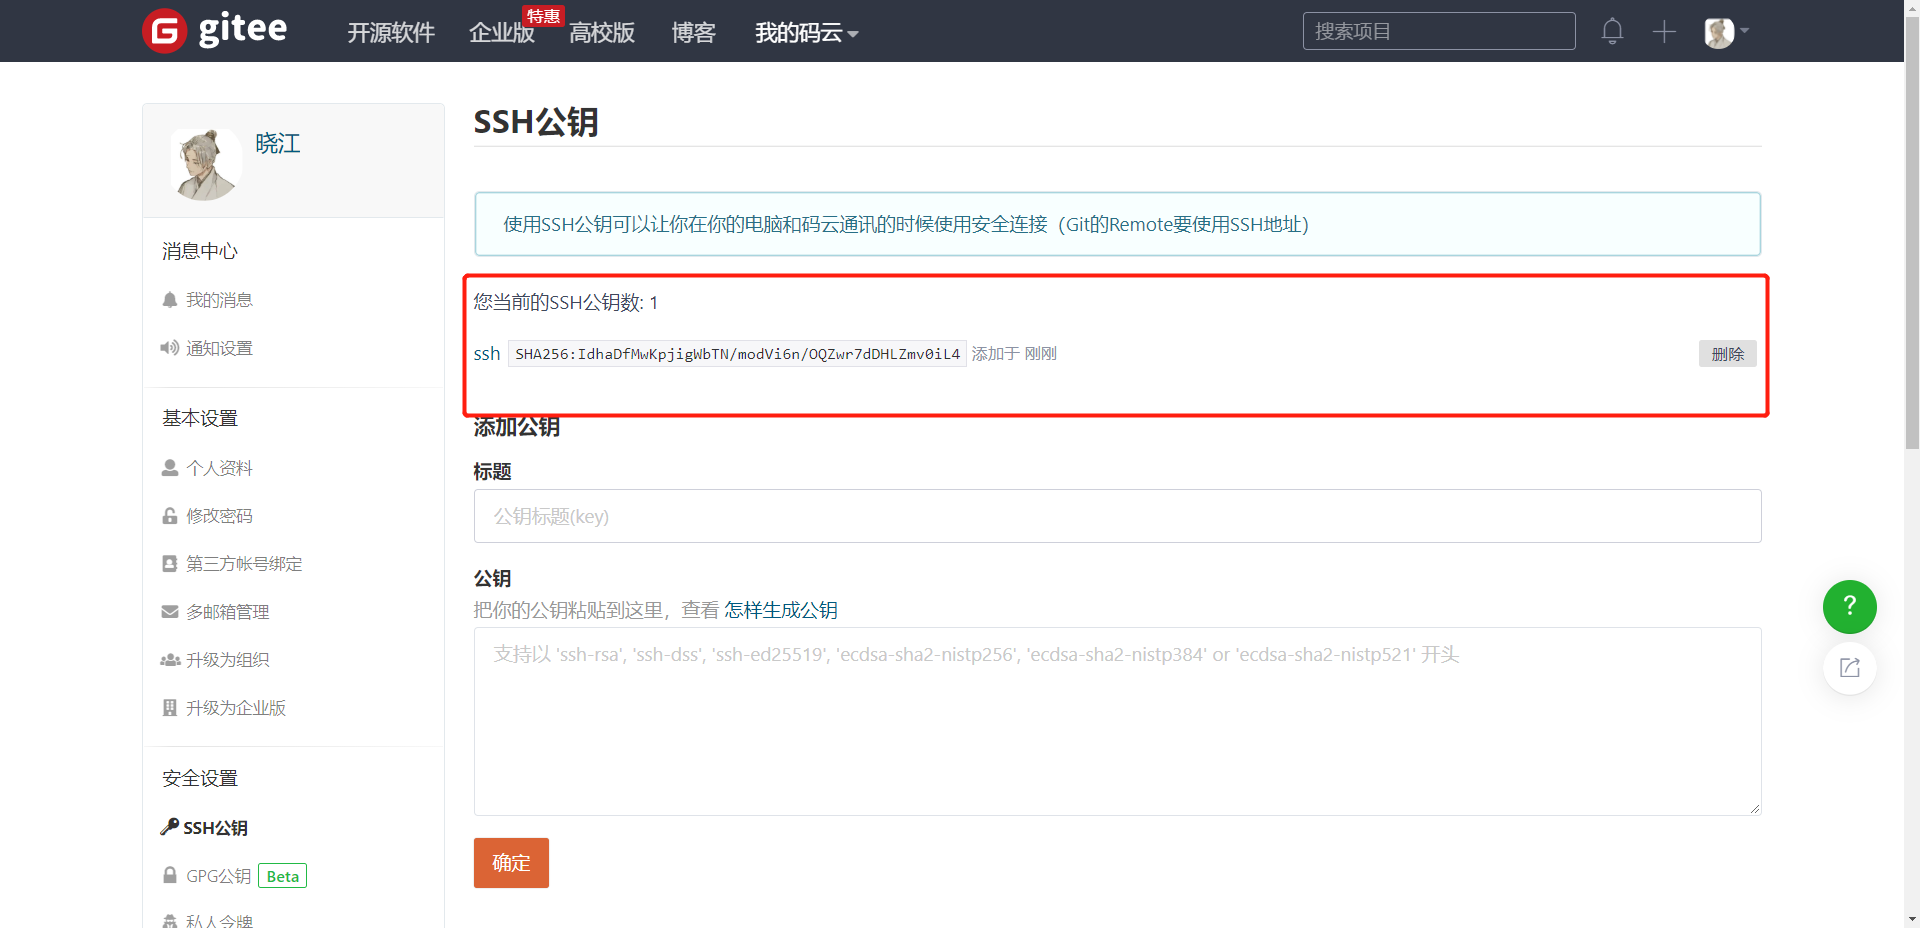 gitee 开源软件 企业版 特惠 高校版 博客 我的码云 搜索项目
晓江
消息中心
我的消息
通知设置
基本设置
个人资料
修改密码
第三方帐号绑定
多邮箱管理
升级为组织
升级为企业版
安全设置
SSH公钥
GPG公钥 Beta
私人令牌
SSH公钥
使用SSH公钥可以让你在你的电脑和码云通讯的时候使用安全连接（Git的Remote要使用SSH地址）
您当前的SSH公钥数: 1
ssh SHA256:IdhaDfMwKpjigWbTN/modVi6n/OQZwr7dDHLZmv0iL4 添加于 刚刚 删除
添加公钥
标题
公钥标题(key)
公钥
把你的公钥粘贴到这里，查看 怎样生成公钥
支持以 'ssh-rsa', 'ssh-dss', 'ssh-ed25519', 'ecdsa-sha2-nistp256', 'ecdsa-sha2-nistp384' or 'ecdsa-sha2-nistp521' 开头
确定
?